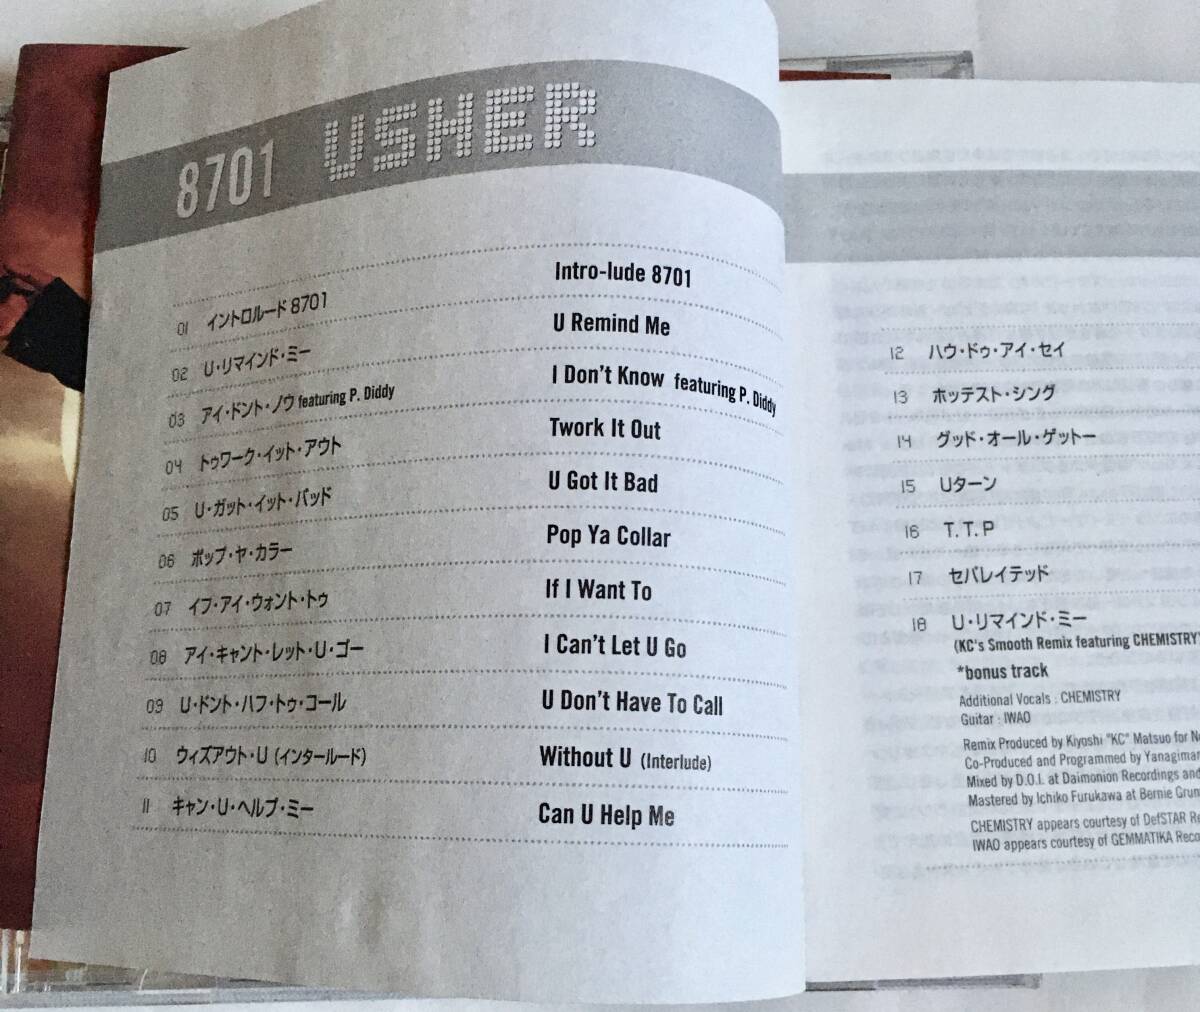 8701 USHER
01 イントロルード 8701 Intro-lude 8701
02 U・リマインド・ミー U Remind Me
03 アイ・ドント・ノウ featuring P. Diddy I Don't Know featuring P. Diddy
04 トゥワーク・イット・アウト Twork It Out
05 U・ガット・イット・バッド U Got It Bad
06 ポップ・ヤ・カラー Pop Ya Collar
07 イフ・アイ・ウォント・トゥ If I Want To
08 アイ・キャント・レット・U・ゴー I Can't Let U Go
09 U・ドント・ハフ・トゥ・コール U Don't Have To Call
10 ウィズアウト・U (インタールード) Without U (Interlude)
11 キャン・U・ヘルプ・ミー Can U Help Me
12 ハウ・ドゥ・アイ・セイ
13 ホッテスト・シング
14 グッド・オール・ゲットー
15 Uターン
16 T.T.P
17 セパレイテッド
18 U・リマインド・ミー
(KC's Smooth Remix featuring CHEMISTRY)
*bonus track
Additional Vocals : CHEMISTRY
Guitar : IWAO
Remix Produced by Kiyoshi "KC" Matsuo for
Co-Produced and Programmed by
Mixed by D.O.I. at Daimonion Recordings and
Mastered by Ichiko Furukawa at Bernie
CHEMISTRY appears courtesy of DefSTAR
IWAO appears courtesy of GEMMATIKA